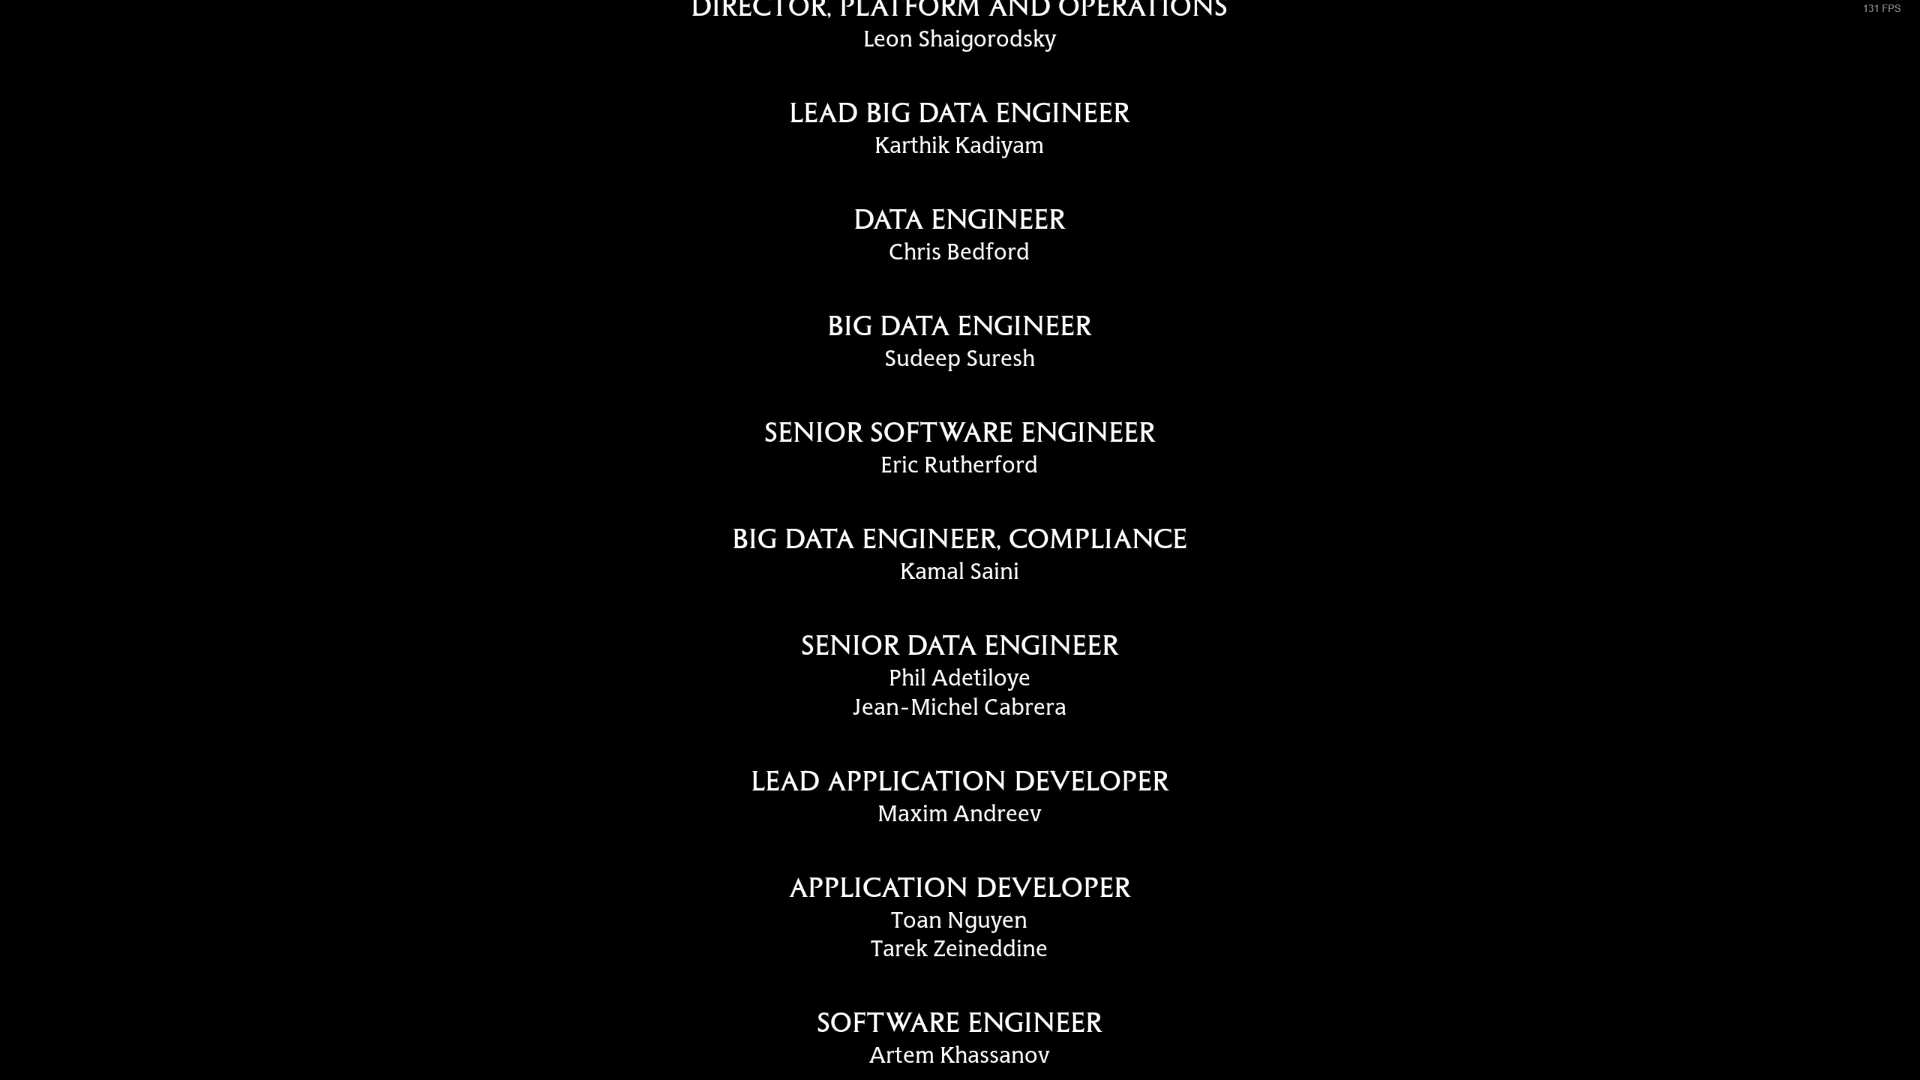 DIRECTOR, PLATFORM AND OPERATIONS
131 FPS
Leon Shaigorodsky
LEAD BIG DATA ENGINEER
Karthik Kadiyam
DATA ENGINEER
Chris Bedford
BIG DATA ENGINEER
Sudeep Suresh
SENIOR SOFTWARE ENGINEER
Eric Rutherford
BIG DATA ENGINEER, COMPLIANCE
Kamal Saini
SENIOR DATA ENGINEER
Phil Adetiloye
Jean-Michel Cabrera
LEAD APPLICATION DEVELOPER
Maxim Andreev
APPLICATION DEVELOPER
Toan Nguyen
Tarek Zeineddine
SOFTWARE ENGINEER
Artem Khassanov